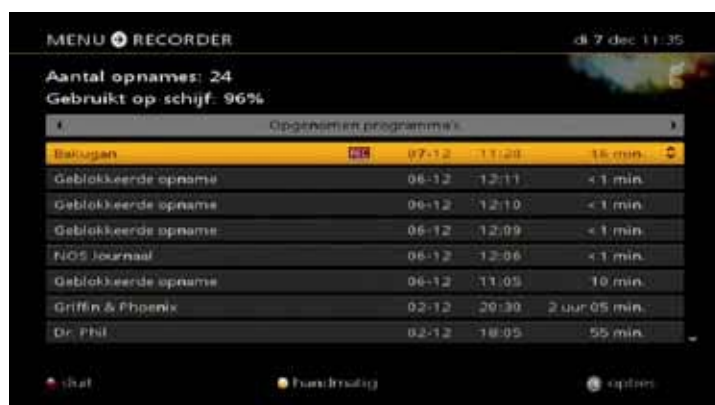 MENU RECORDER di 7 dec 11:35
Aantal opnames: 24
Gebruikt op schijf: 96%
Opgenomen programma's
Bakugan REC 07-12 11:20 15 min.
Geblokkeerde opname 06-12 12:11 < 1 min.
Geblokkeerde opname 06-12 12:10 < 1 min.
Geblokkeerde opname 06-12 12:09 < 1 min.
NOS Journaal 06-12 12:06 < 1 min.
Geblokkeerde opname 06-12 11:05 10 min.
Griffin & Phoenix 02-12 20:30 2 uur 05 min.
Dr. Phil 02-12 18:05 55 min.
sluit handmatig opties